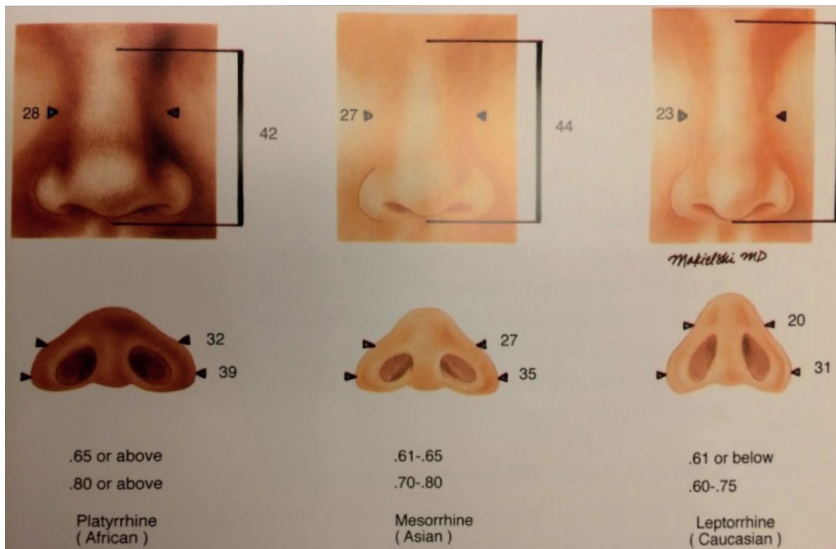 28
42
27
44
23
Makielski MD
32
39
27
35
20
31
.65 or above
.80 or above
.61-.65
.70-.80
.61 or below
.60-.75
Platyrrhine
( African )
Mesorrhine
( Asian )
Leptorrhine
( Caucasian )